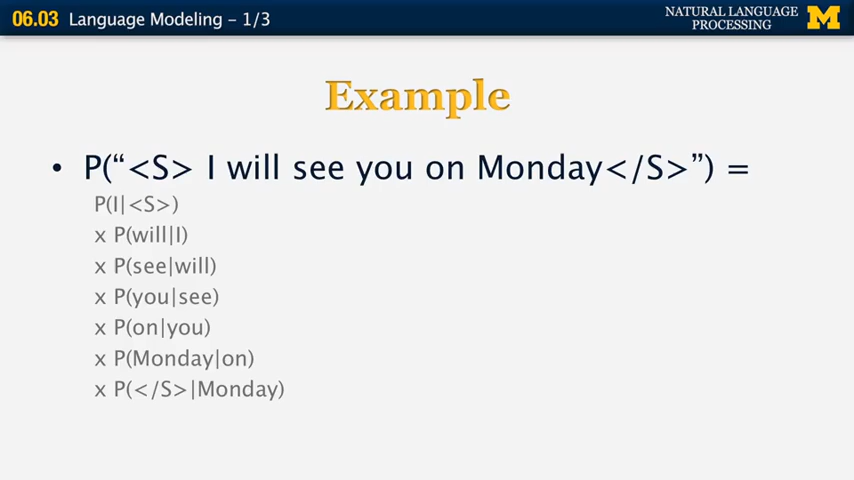 06.03 Language Modeling – 1/3
NATURAL LANGUAGE
PROCESSING
M
Example
• P(“<S> I will see you on Monday</S>”) =
P(I|<S>)
x P(will|I)
x P(see|will)
x P(you|see)
x P(on|you)
x P(Monday|on)
x P(</S>|Monday)